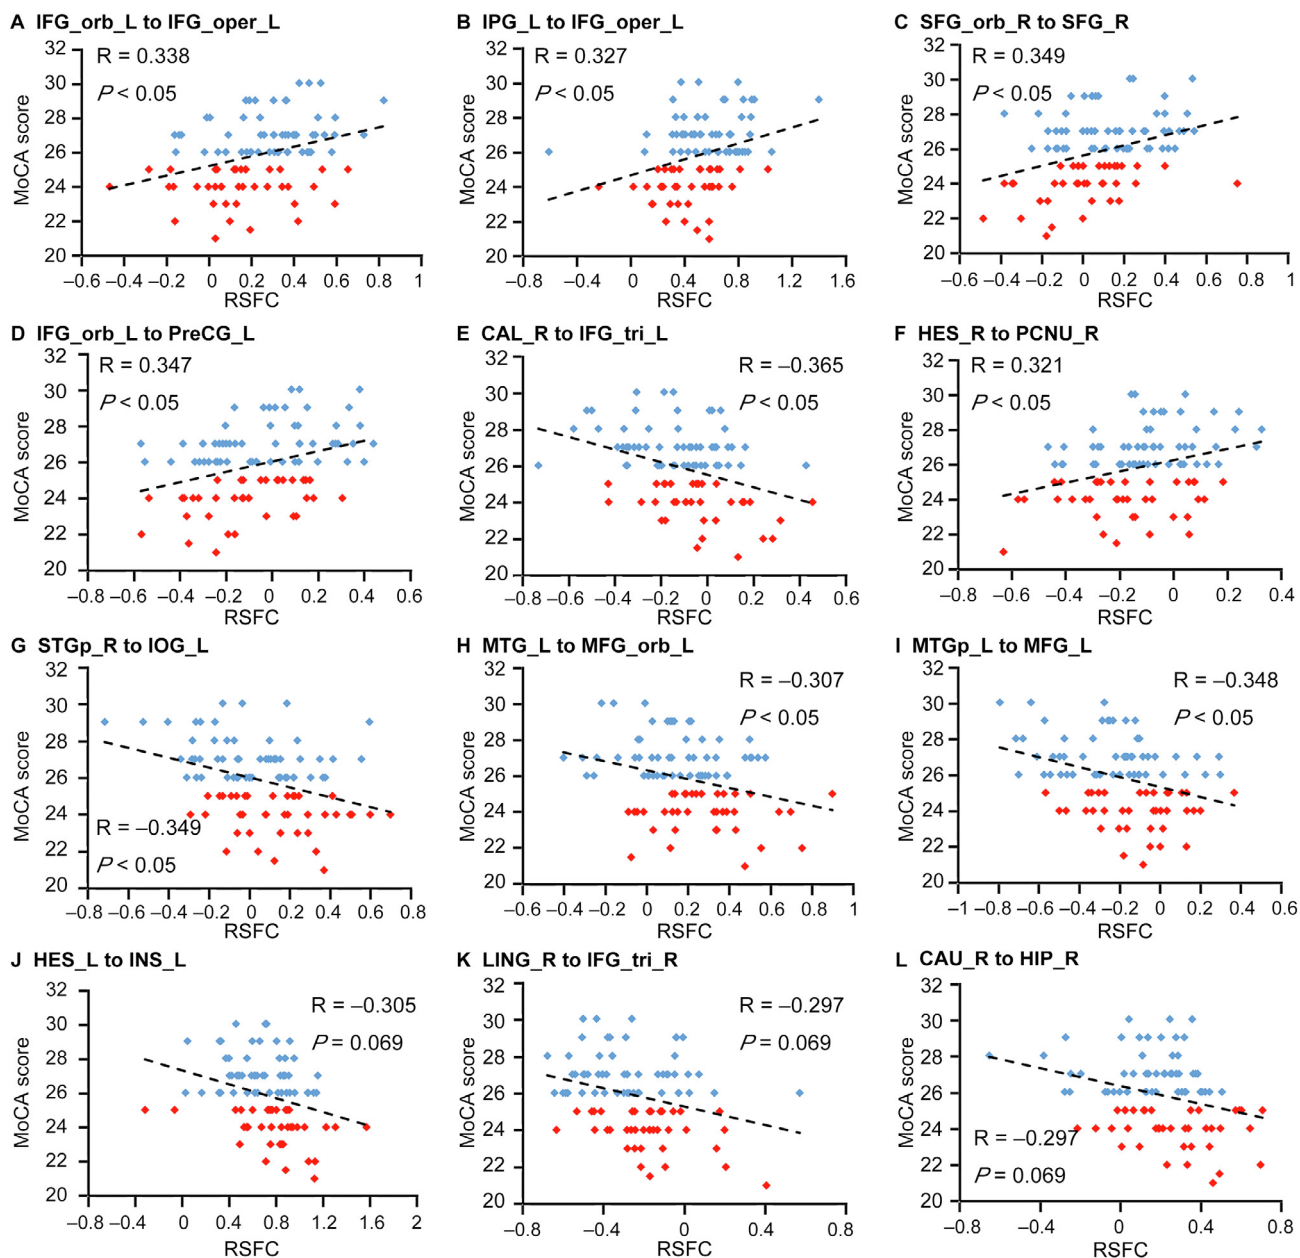 A IFG_orb_L to IFG_oper_L
R = 0.338
P < 0.05
MoCA score
32
30
28
26
24
22
20
–0.6 –0.4 –0.2 0 0.2 0.4 0.6 0.8 1
RSFC
B IPG_L to IFG_oper_L
R = 0.327
P < 0.05
MoCA score
32
30
28
26
24
22
20
–0.8 –0.4 0 0.4 0.8 1.2 1.6
RSFC
C SFG_orb_R to SFG_R
R = 0.349
P < 0.05
MoCA score
32
30
28
26
24
22
20
–0.6 –0.4 –0.2 0 0.2 0.4 0.6 0.8
RSFC
D IFG_orb_L to PreCG_L
R = 0.347
P < 0.05
MoCA score
32
30
28
26
24
22
20
–0.8 –0.6 –0.4 –0.2 0 0.2 0.4 0.6
RSFC
E CAL_R to IFG_tri_L
R = –0.365
P < 0.05
MoCA score
32
30
28
26
24
22
20
–0.8 –0.6 –0.4 –0.2 0 0.2 0.4 0.6
RSFC
F HES_R to PCNU_R
R = 0.321
P < 0.05
MoCA score
32
30
28
26
24
22
20
–0.8 –0.6 –0.4 –0.2 0 0.2 0.4
RSFC
G STGp_R to IOG_L
R = –0.349
P < 0.05
MoCA score
32
30
28
26
24
22
20
–0.8 –0.6 –0.4 –0.2 0 0.2 0.4 0.6 0.8
RSFC
H MTG_L to MFG_orb_L
R = –0.307
P < 0.05
MoCA score
32
30
28
26
24
22
20
–0.6 –0.4 –0.2 0 0.2 0.4 0.6 0.8 1
RSFC
I MTGp_L to MFG_L
R = –0.348
P < 0.05
MoCA score
32
30
28
26
24
22
20
–1 –0.8 –0.6 –0.4 –0.2 0 0.2 0.4 0.6
RSFC
J HES_L to INS_L
R = –0.305
P = 0.069
MoCA score
32
30
28
26
24
22
20
–0.8 –0.4 0 0.4 0.8 1.2 1.6 2
RSFC
K LING_R to IFG_tri_R
R = –0.297
P = 0.069
MoCA score
32
30
28
26
24
22
20
–0.8 –0.4 0 0.4 0.8
RSFC
L CAU_R to HIP_R
R = –0.297
P = 0.069
MoCA score
32
30
28
26
24
22
20
–0.8 –0.4 0 0.4 0.8
RSFC